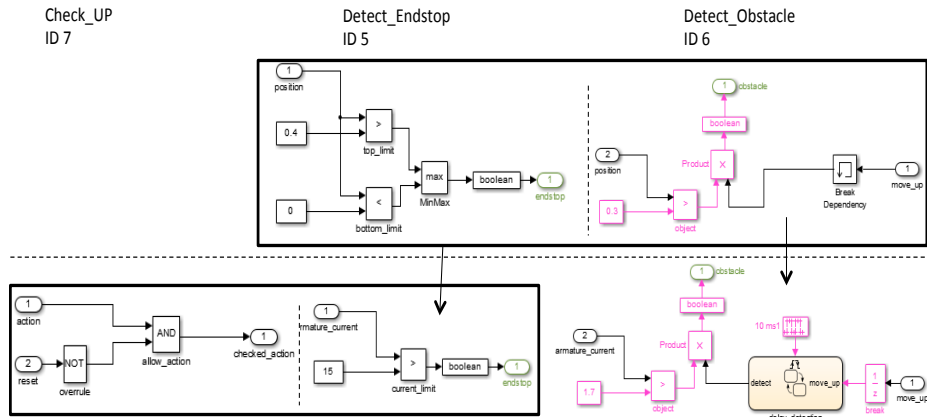 Check_UP
ID 7
Detect_Endstop
ID 5
Detect_Obstacle
ID 6
1
position
0.4
>
top_limit
0
<
bottom_limit
max
MinMax
boolean
1
endstop
1
obstacle
boolean
Product
X
2
position
0.3
>
object
Break
Dependency
1
move_up
1
action
2
reset
NOT
overrule
AND
allow_action
1
checked_action
1
rmature_current
15
>
current_limit
boolean
1
endstop
1
obstacle
boolean
Product
X
2
armature_current
1.7
>
object
10 ms1
detect
move_up
1
z
break
1
move_up